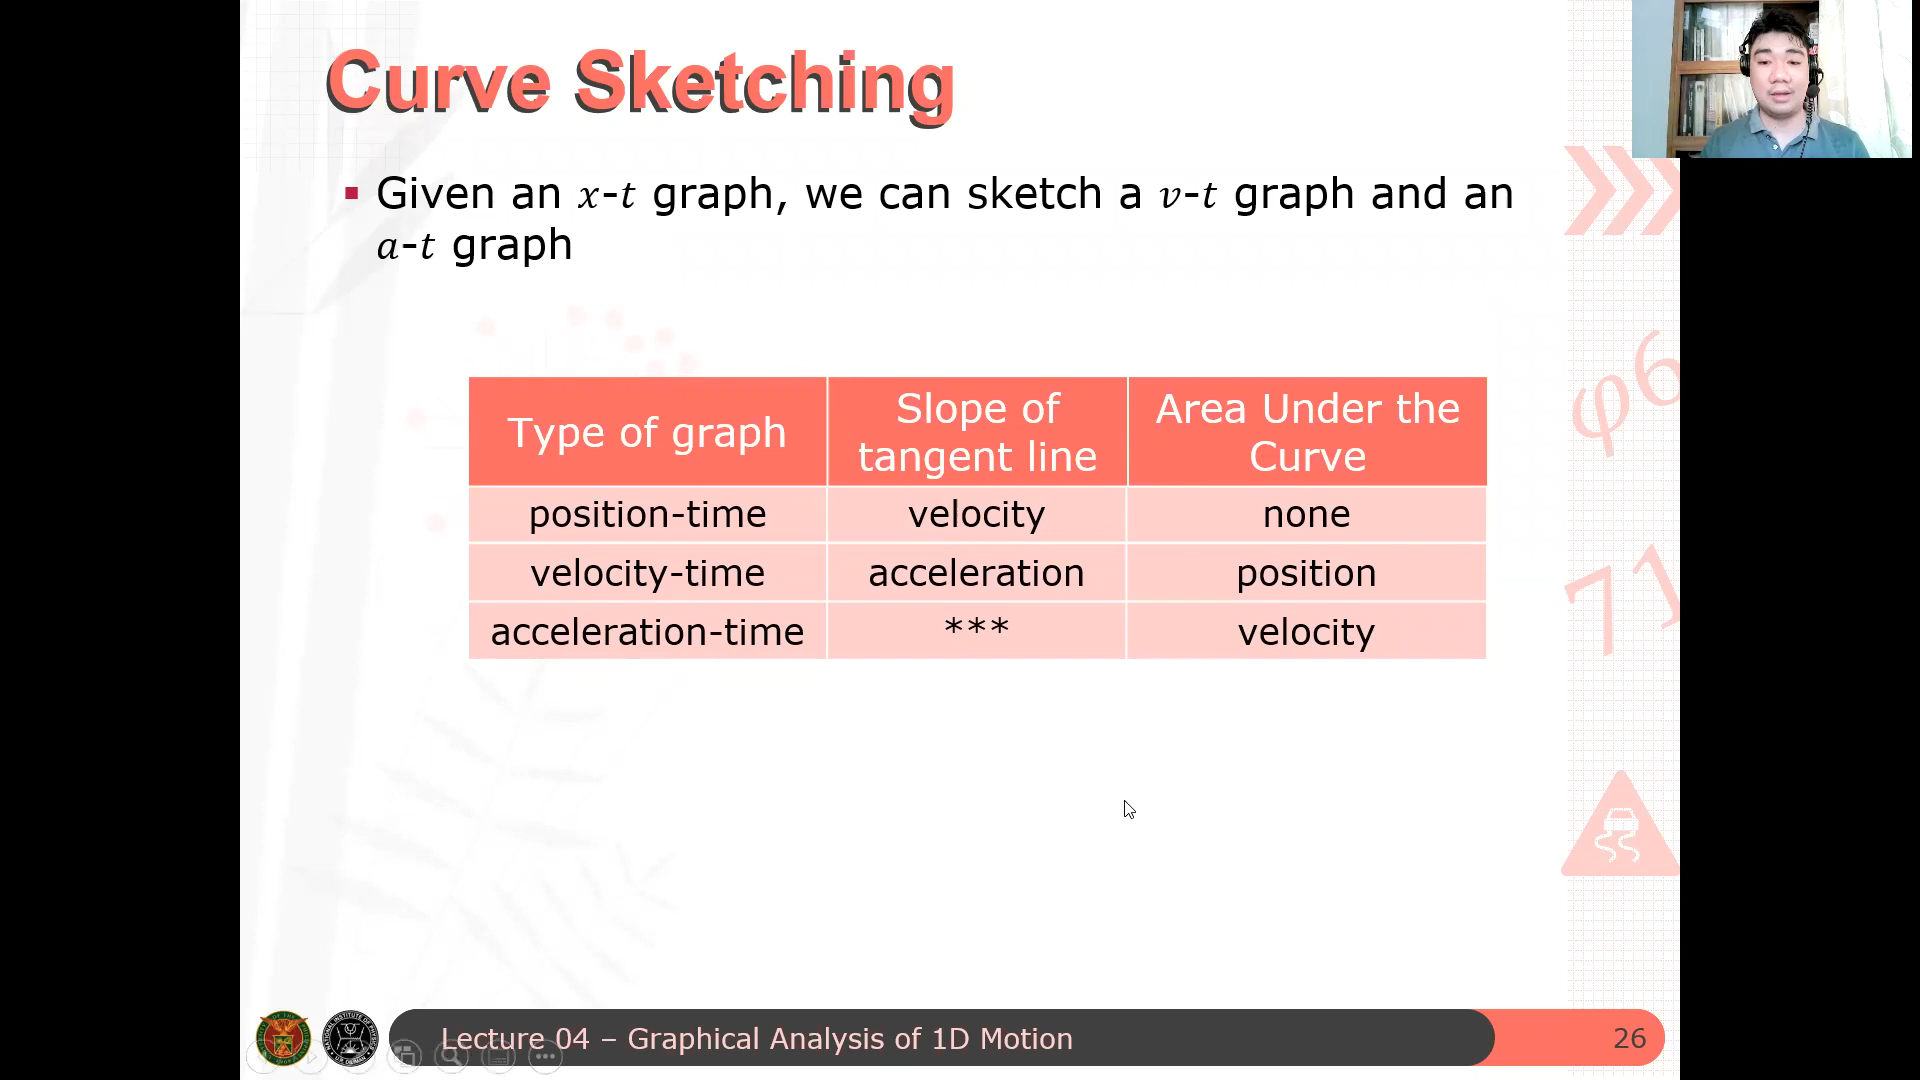 Curve Sketching
▪ Given an x-t graph, we can sketch a v-t graph and an
a-t graph
Type of graph
Slope of
tangent line
Area Under the
Curve
position-time
velocity
none
velocity-time
acceleration
position
acceleration-time
***
velocity
φ6
71
Lecture 04 – Graphical Analysis of 1D Motion
26